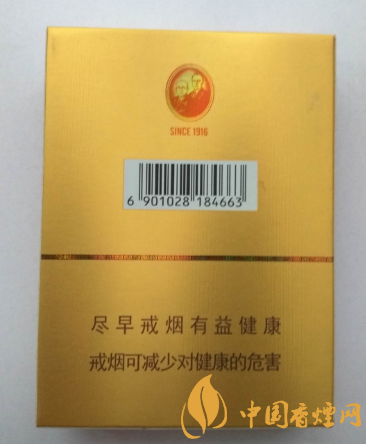 SINCE 1916
6 901028 184663
尽早戒烟有益健康
戒烟可减少对健康的危害
中国香烟网